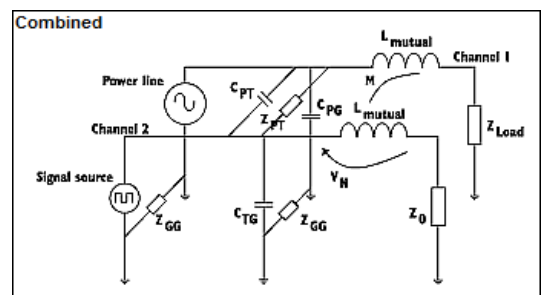 Combined
L mutual
Channel 1
Power line
M
C PT
Z PT
C PG
L mutual
Z Load
Channel 2
Signal source
V N
Z GG
C TG
Z GG
Z 0